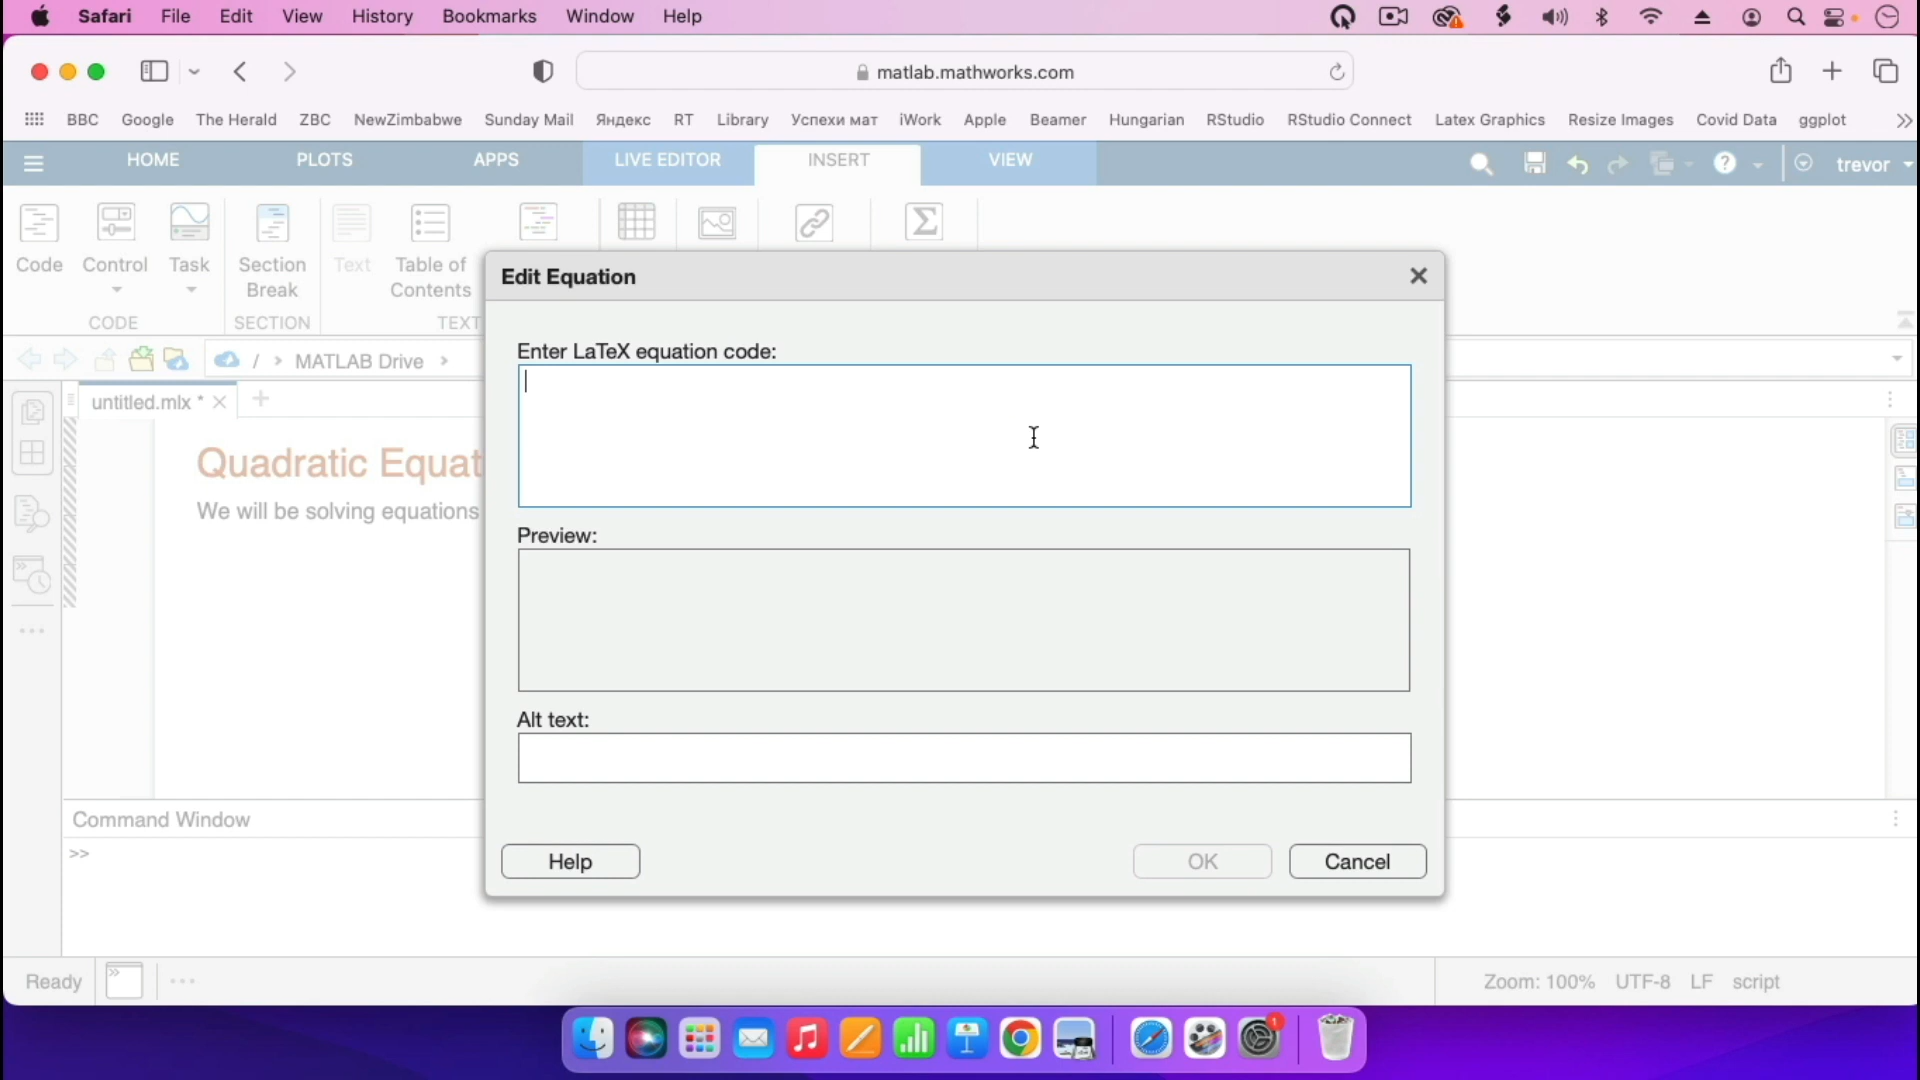 Safari File Edit View History Bookmarks Window Help
matlab.mathworks.com
BBC Google The Herald ZBC NewZimbabwe Sunday Mail Яндекс RT Library Успехи мат iWork Apple Beamer Hungarian RStudio RStudio Connect Latex Graphics Resize Images Covid Data ggplot
HOME PLOTS APPS LIVE EDITOR INSERT VIEW trevor
Code Control Task Section Break Text Table of Contents
CODE SECTION TEXT
/ MATLAB Drive
untitled.mlx *
Quadratic Equat
We will be solving equations
Edit Equation
Enter LaTeX equation code:
Preview:
Alt text:
Help OK Cancel
Command Window
>>
Ready Zoom: 100% UTF-8 LF script
1